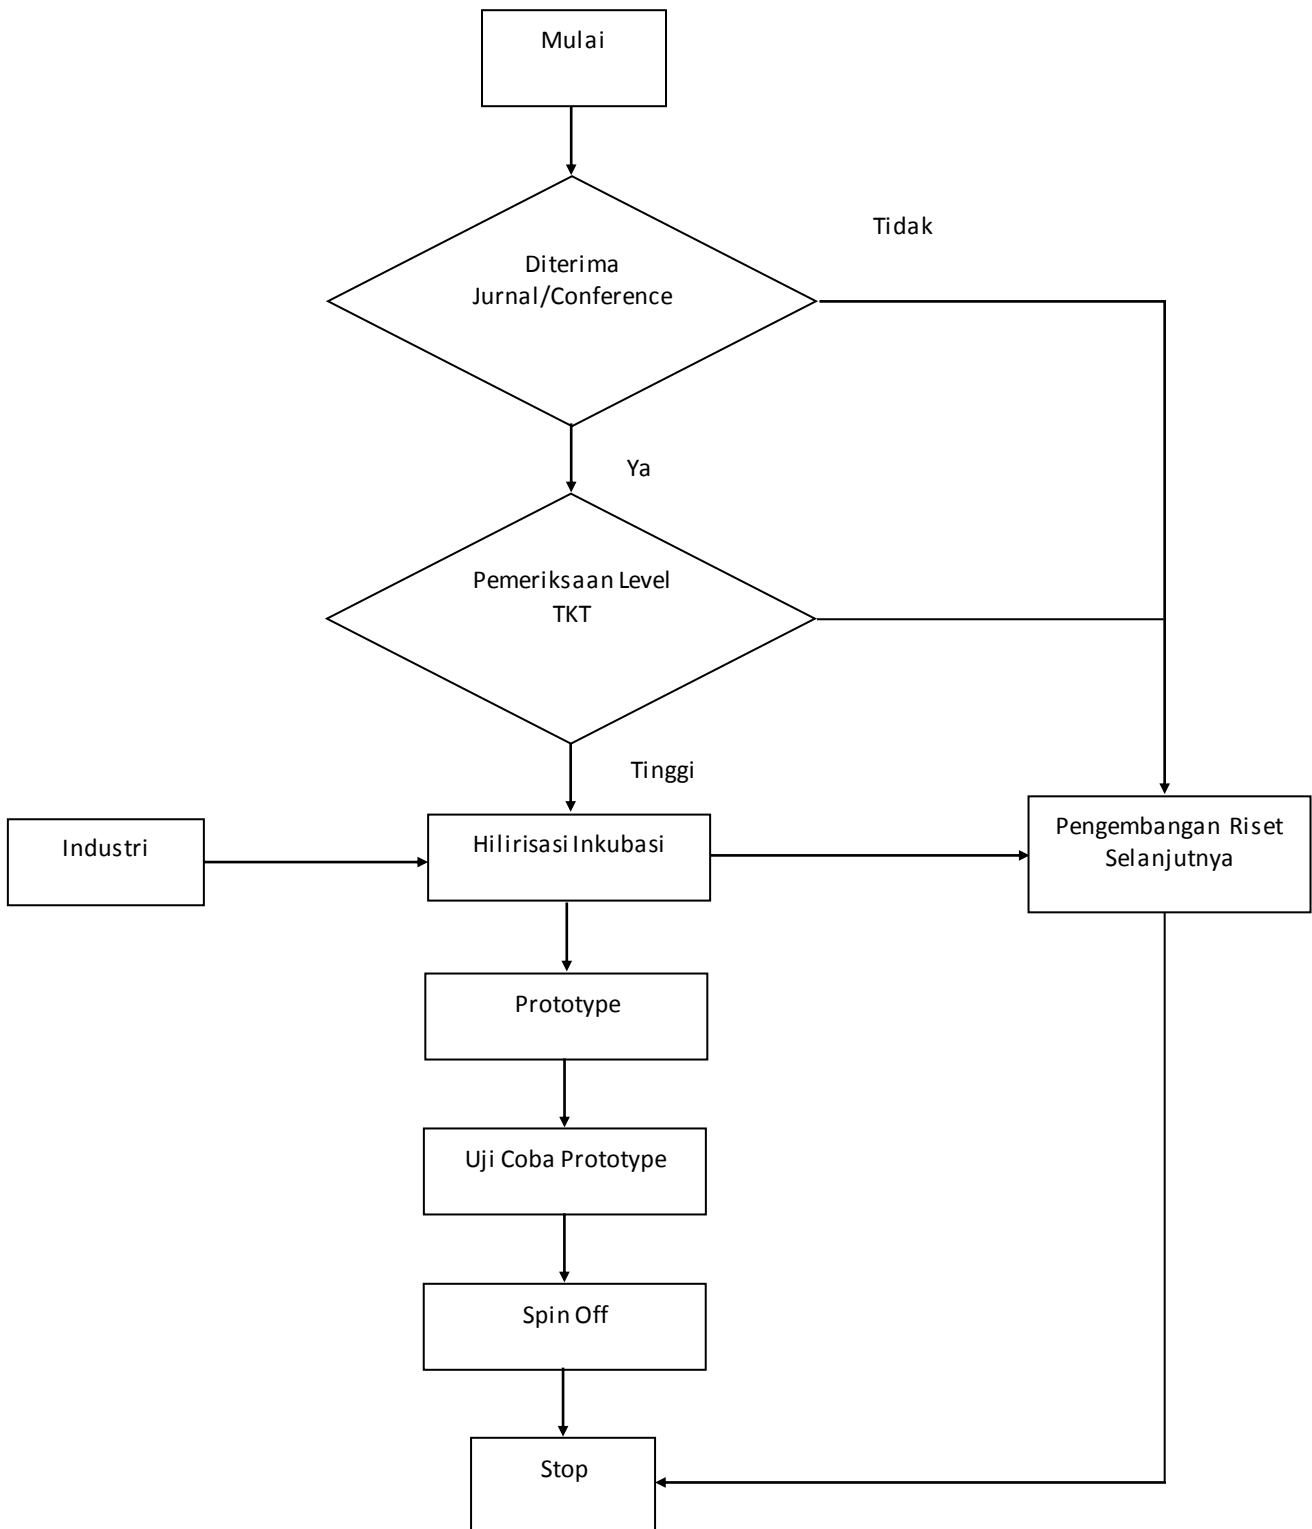 Mulai
Tidak
Diterima
Jurnal/Conference
Ya
Pemeriksaan Level
TKT
Tinggi
Industri
Hilirisasi Inkubasi
Pengembangan Riset
Selanjutnya
Prototype
Uji Coba Prototype
Spin Off
Stop